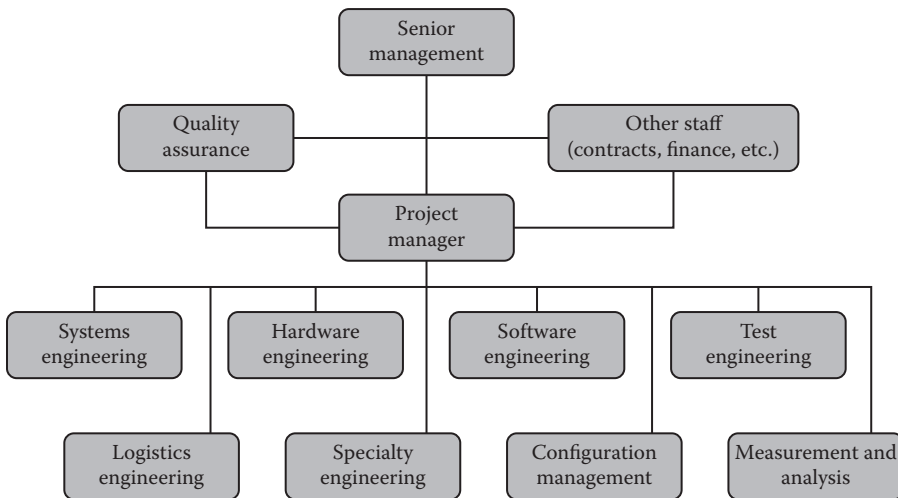 Senior
management
Quality
assurance
Other staff
(contracts, finance, etc.)
Project
manager
Systems
engineering
Hardware
engineering
Software
engineering
Test
engineering
Logistics
engineering
Specialty
engineering
Configuration
management
Measurement and
analysis